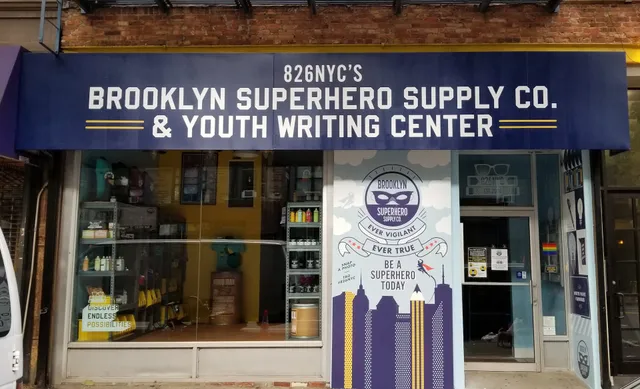 826NYC'S
BROOKLYN SUPERHERO SUPPLY CO.
& YOUTH WRITING CENTER
BROOKLYN
SUPERHERO
SUPPLY CO.
EVER VIGILANT
EVER TRUE
BE A
SUPERHERO
TODAY
DISCOVER
ENDLESS
POSSIBILITIES